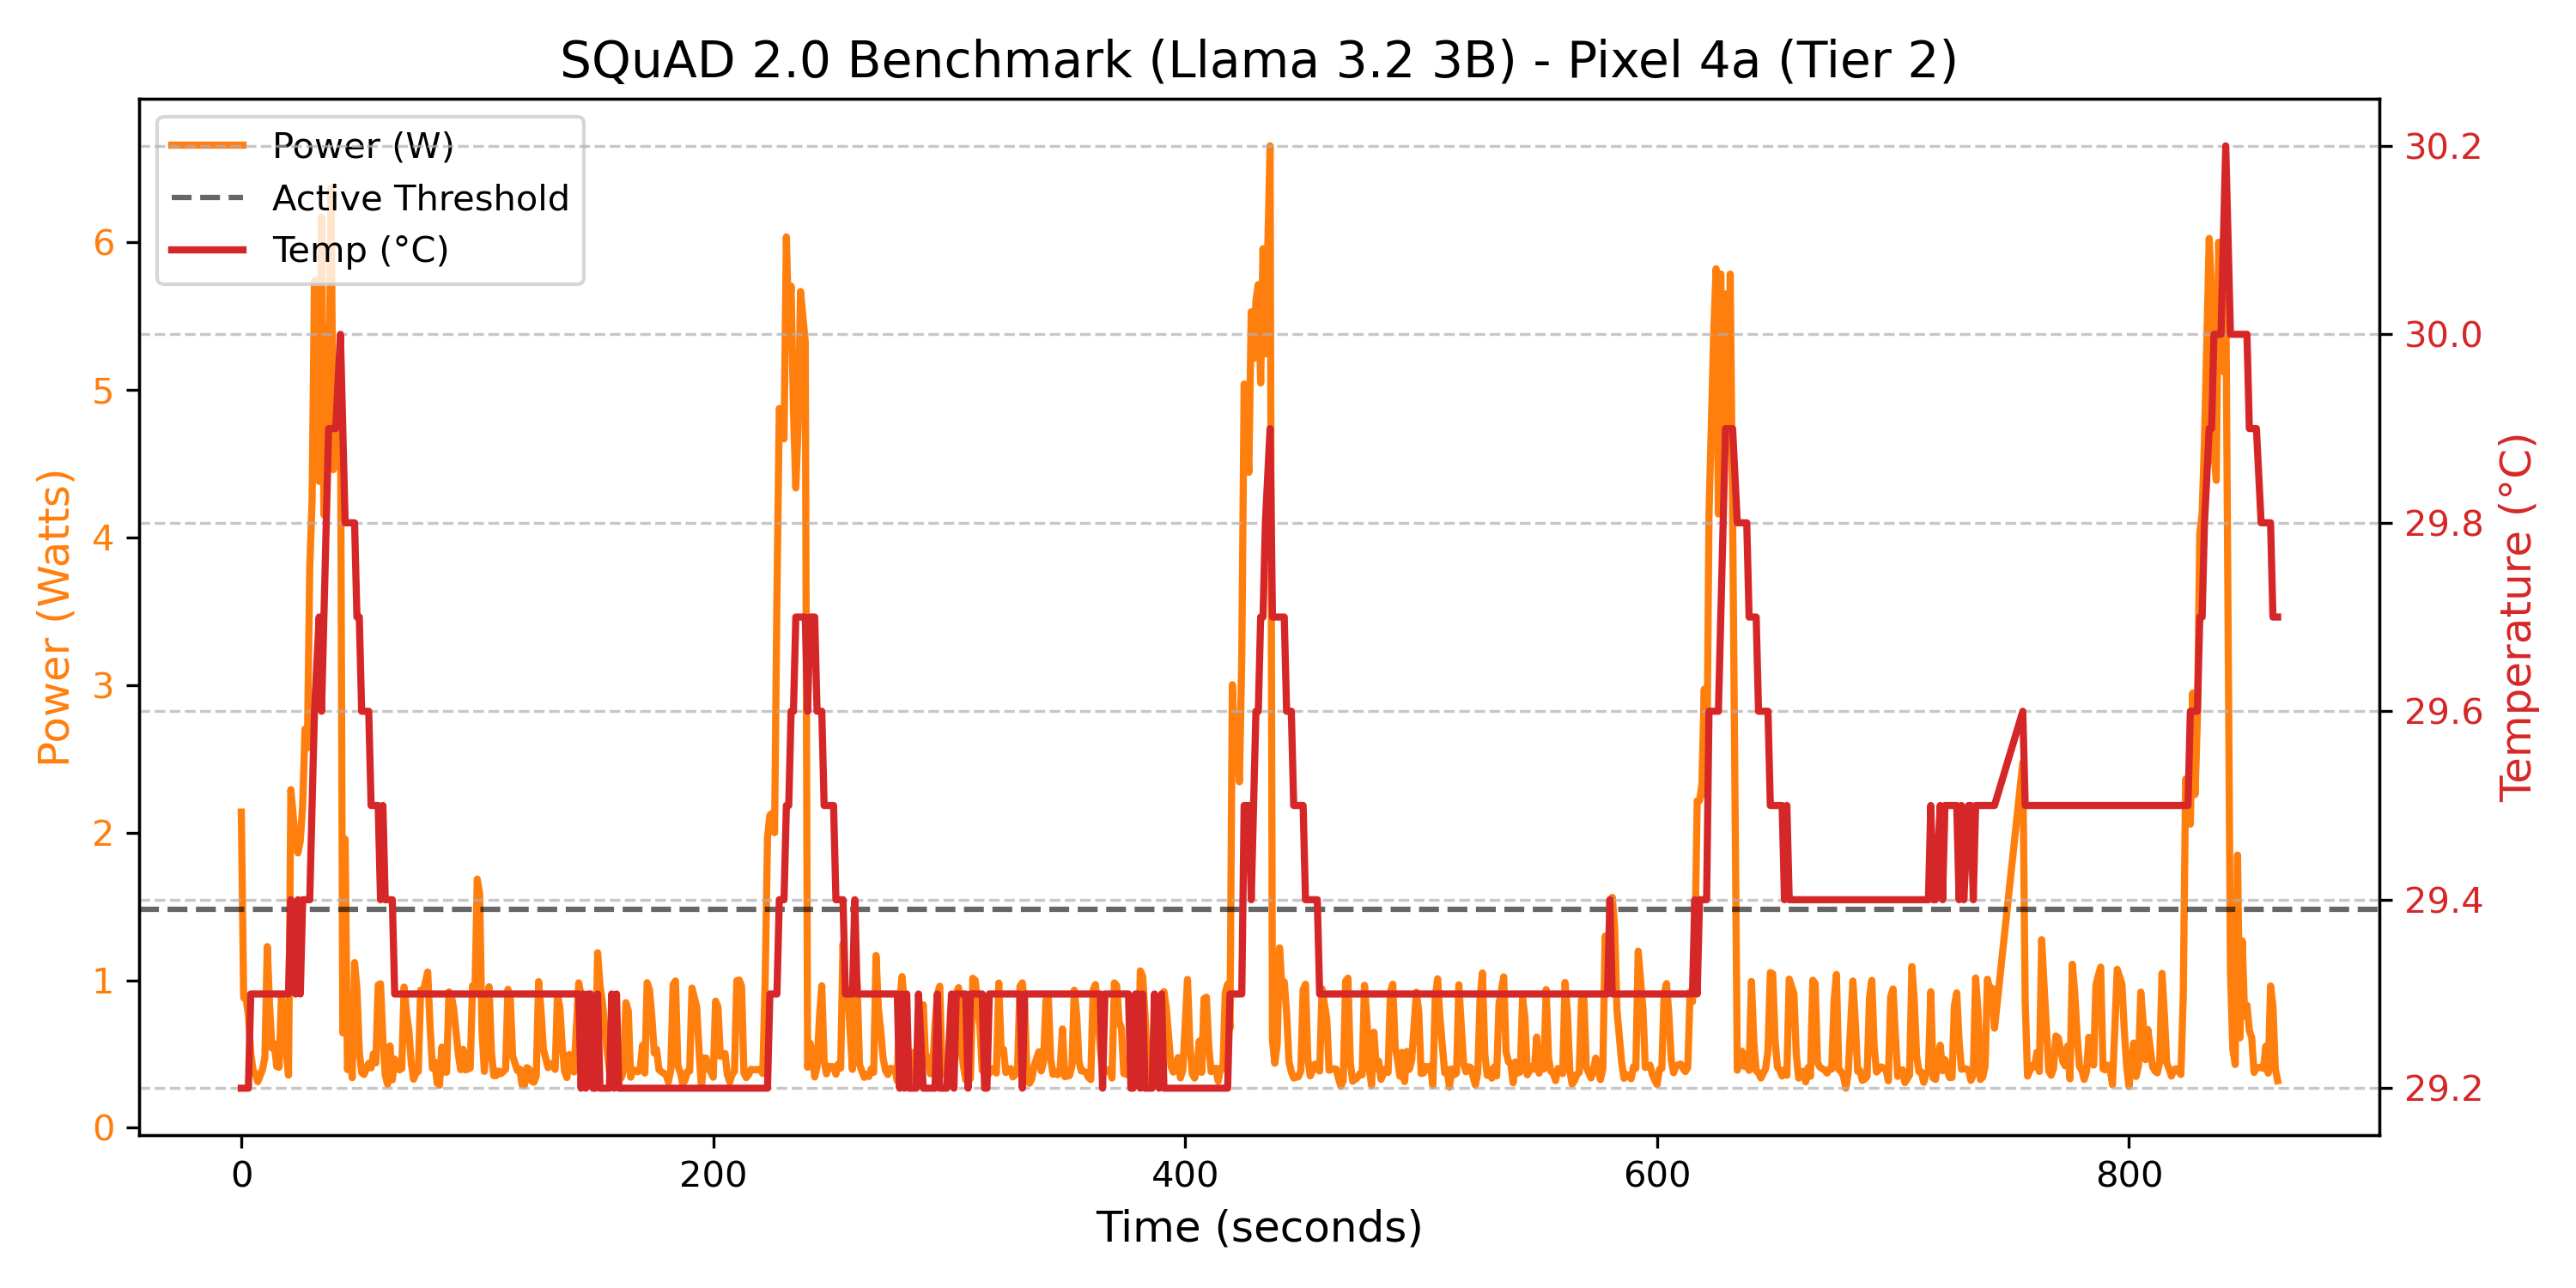 SQuAD 2.0 Benchmark (Llama 3.2 3B) - Pixel 4a (Tier 2)
Power (W)
Active Threshold
Temp (°C)
Power (Watts)
6
5
4
3
2
1
0
30.2
30.0
29.8
29.6
29.4
29.2
Temperature (°C)
0 200 400 600 800
Time (seconds)